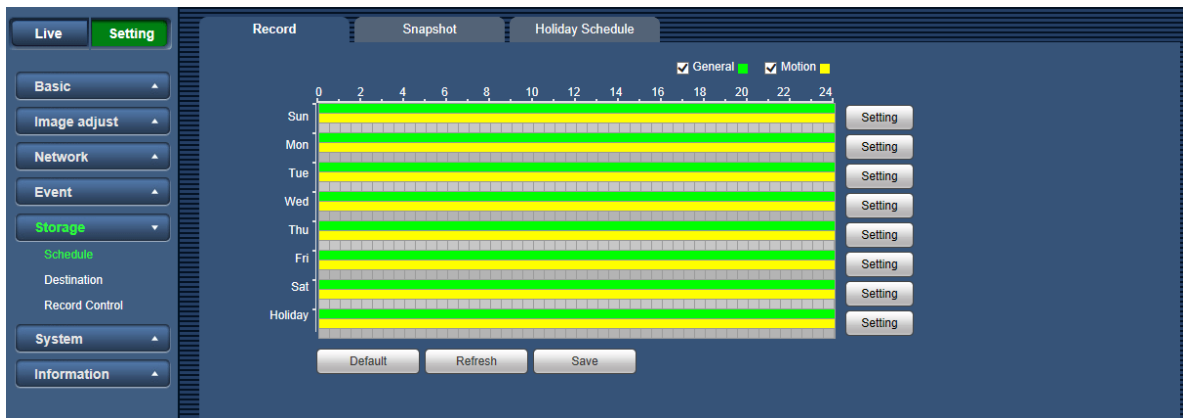 Live Setting
Record Snapshot Holiday Schedule
General Motion
Basic
Image adjust
Network
Event
Storage
Schedule
Destination
Record Control
System
Information
0 2 4 6 8 10 12 14 16 18 20 22 24
Sun Setting
Mon Setting
Tue Setting
Wed Setting
Thu Setting
Fri Setting
Sat Setting
Holiday Setting
Default Refresh Save